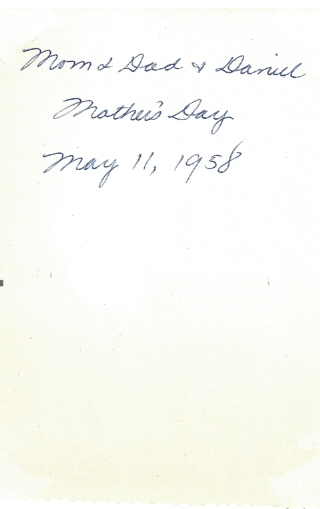 Mom & Dad & Daniel
Mother's Day
May 11, 1958